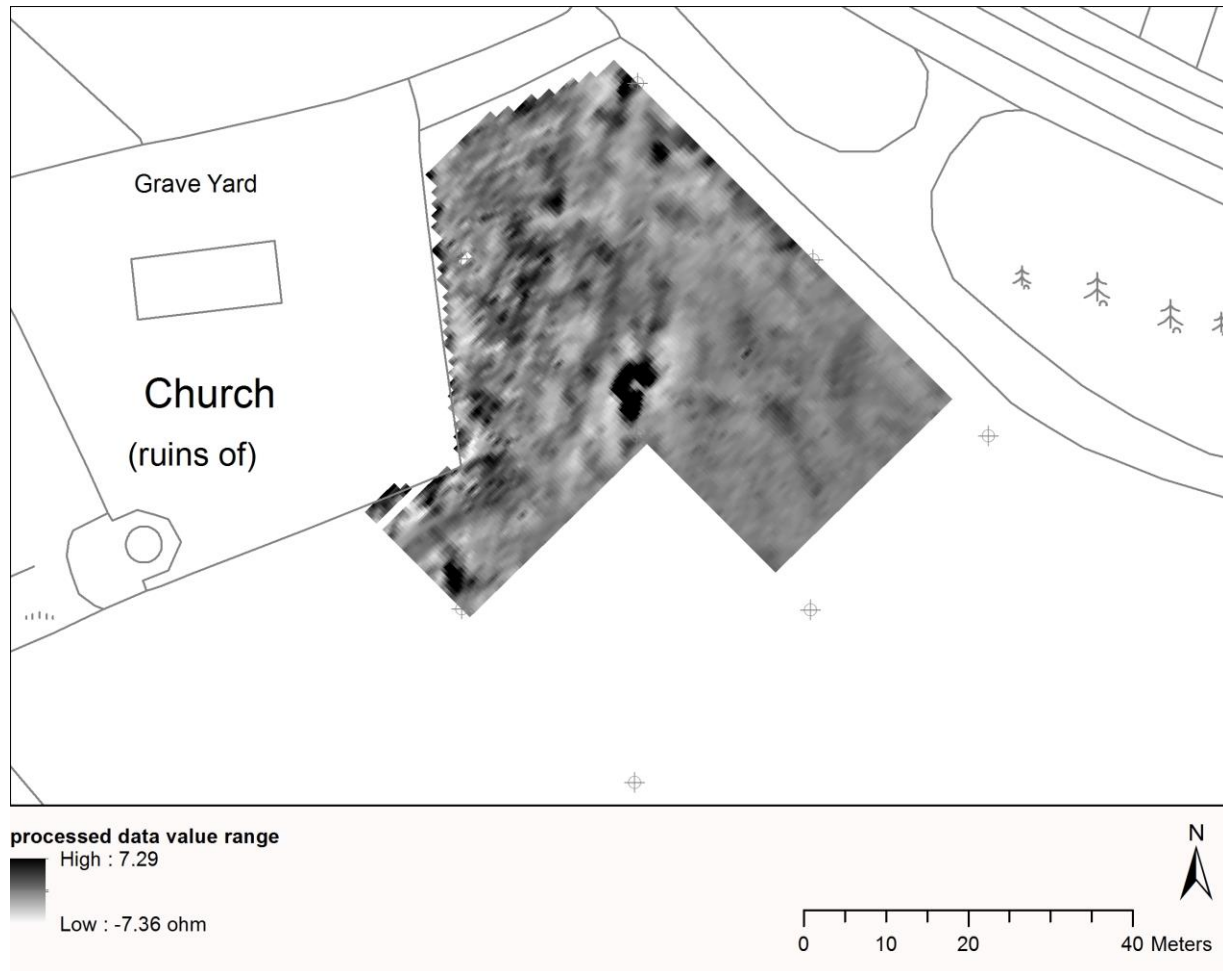 Grave Yard
Church
(ruins of)
processed data value range
High : 7.29
Low : -7.36 ohm
N
0 10 20 40 Meters